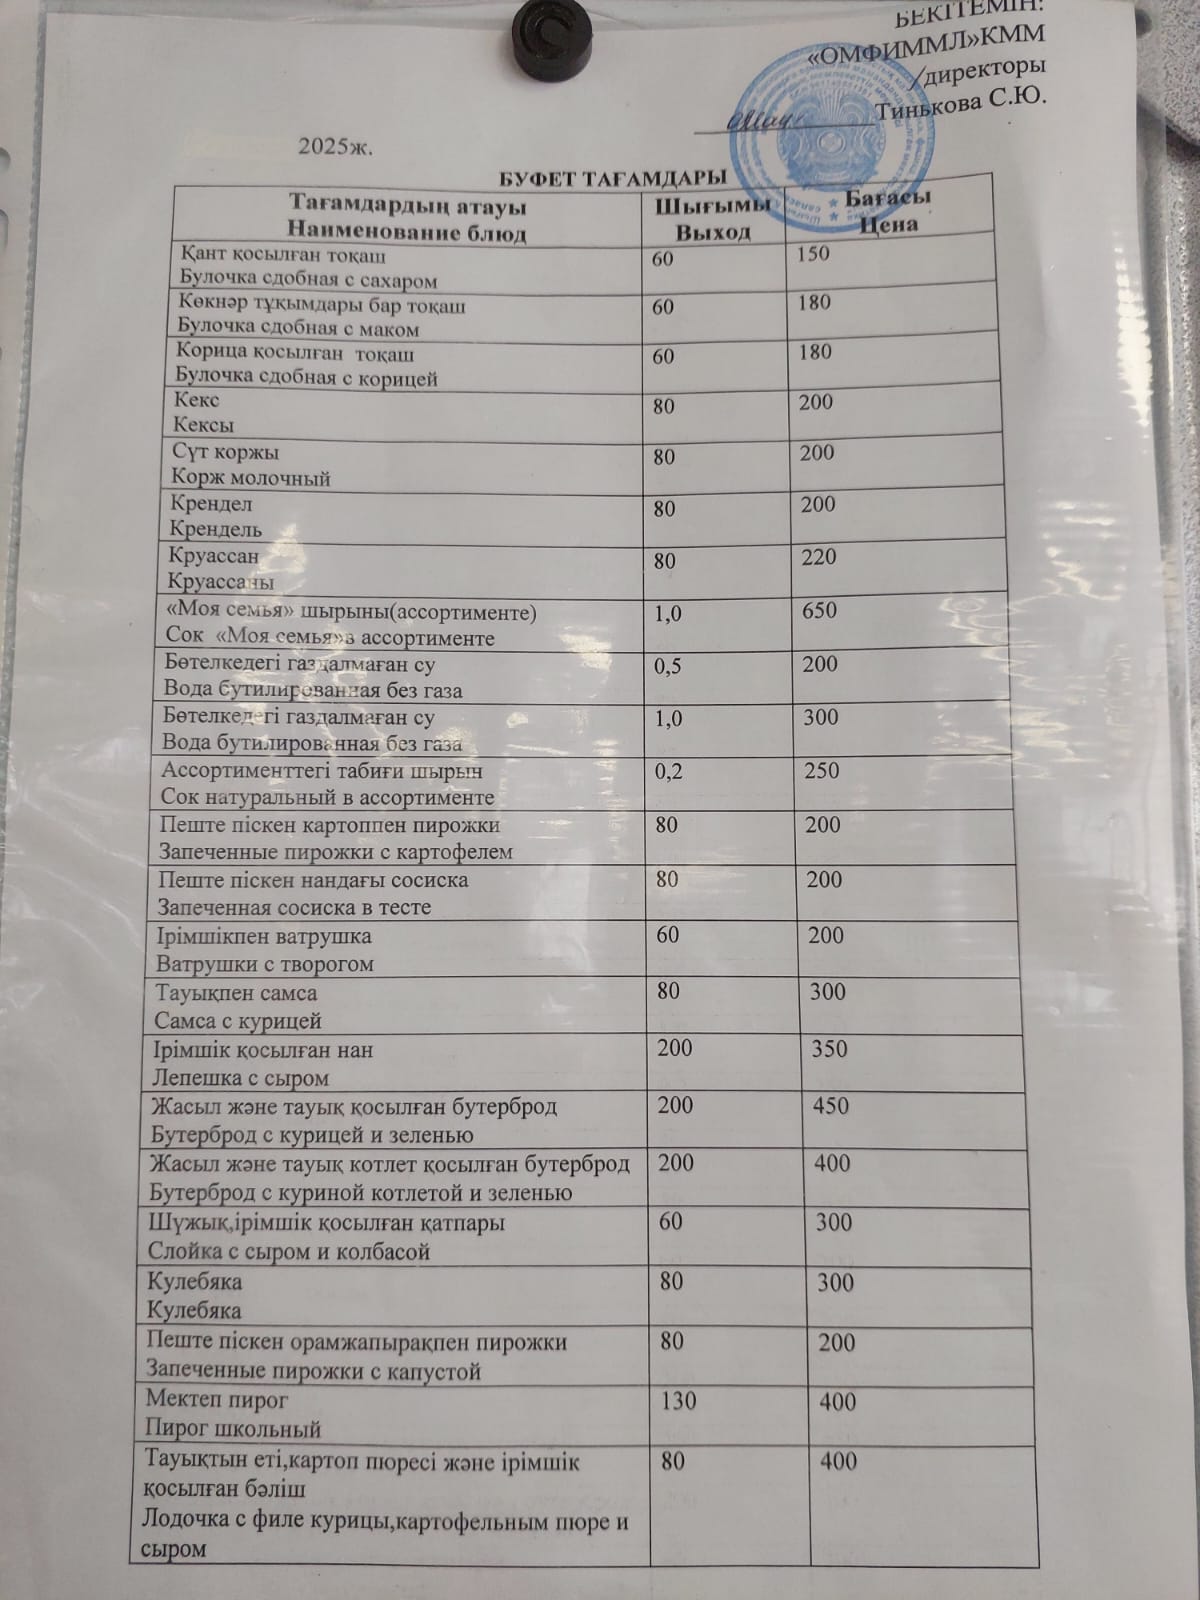 БЕКІТЕМІН:
«ОМФИММЛ»КММ
/директоры
Тинькова С.Ю.
2025ж.
БУФЕТ ТАҒАМДАРЫ
Тағамдардың атауы
Наименование блюд
Шығымы
Выход
Бағасы
Цена
Қант қосылған тоқаш
Булочка сдобная с сахаром
60
150
Көкнәр тұқымдары бар тоқаш
Булочка сдобная с маком
60
180
Корица қосылған тоқаш
Булочка сдобная с корицей
60
180
Кекс
Кексы
80
200
Сүт коржы
Корж молочный
80
200
Крендел
Крендель
80
200
Круассан
Круассаны
80
220
«Моя семья» шырыны(ассортименте)
Сок «Моя семья»в ассортименте
1,0
650
Бөтелкедегі газдалмаған су
Вода бутилированная без газа
0,5
200
Бөтелкедегі газдалмаған су
Вода бутилированная без газа
1,0
300
Ассортименттегі табиғи шырын
Сок натуральный в ассортименте
0,2
250
Пеште піскен картоппен пирожки
Запеченные пирожки с картофелем
80
200
Пеште піскен нандағы сосиска
Запеченная сосиска в тесте
80
200
Ірімшікпен ватрушка
Ватрушки с творогом
60
200
Тауықпен самса
Самса с курицей
80
300
Ірімшік қосылған нан
Лепешка с сыром
200
350
Жасыл және тауық қосылған бутерброд
Бутерброд с курицей и зеленью
200
450
Жасыл және тауық котлет қосылған бутерброд
Бутерброд с куриной котлетой и зеленью
200
400
Шұжық,ірімшік қосылған қатпары
Слойка с сыром и колбасой
60
300
Кулебяка
Кулебяка
80
300
Пеште піскен орамжапырақпен пирожки
Запеченные пирожки с капустой
80
200
Мектеп пирог
Пирог школьный
130
400
Тауықтын еті,картоп пюресі және ірімшік
қосылған бәліш
Лодочка с филе курицы,картофельным пюре и
сыром
80
400